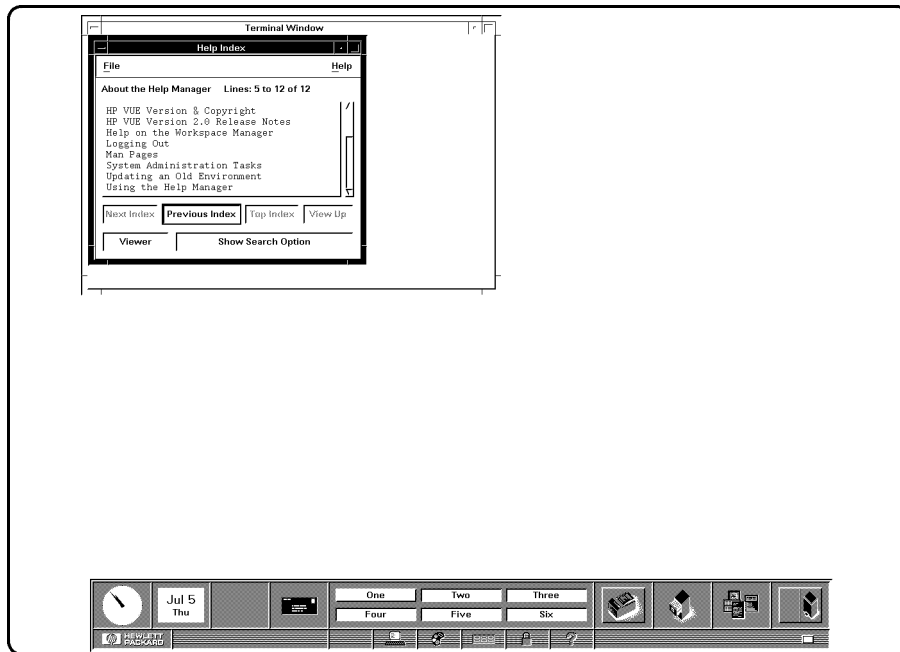 Terminal Window
Help Index
File Help
About the Help Manager Lines: 5 to 12 of 12
HP VUE Version & Copyright
HP VUE Version 2.0 Release Notes
Help on the Workspace Manager
Logging Out
Man Pages
System Administration Tasks
Updating an Old Environment
Using the Help Manager
Next Index Previous Index Top Index View Up
Viewer Show Search Option
Jul 5
Thu
One Two Three
Four Five Six
hp HEWLETT
PACKARD